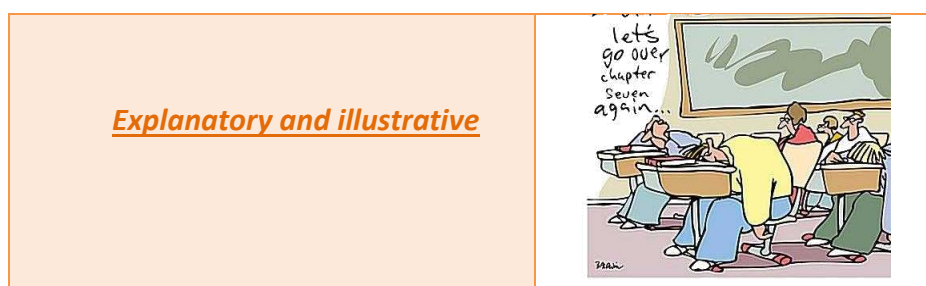 Explanatory and illustrative
let's
go over
chapter
seven
again...